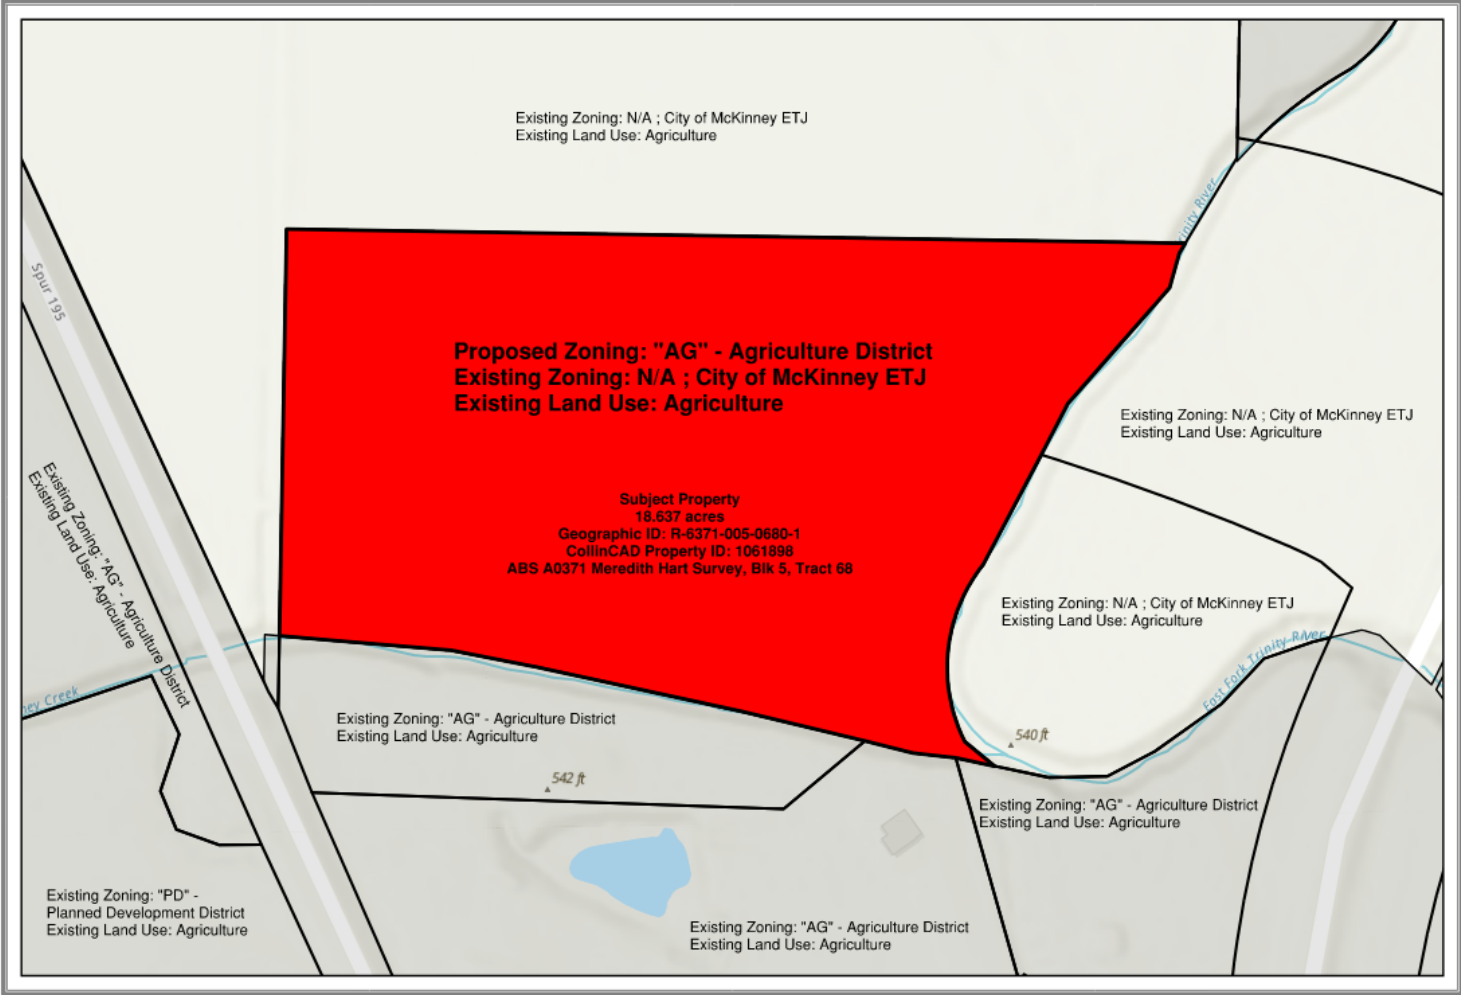 Existing Zoning: N/A ; City of McKinney ETJ
Existing Land Use: Agriculture
Spur 195
Trinity River
Proposed Zoning: "AG" - Agriculture District
Existing Zoning: N/A ; City of McKinney ETJ
Existing Land Use: Agriculture
Existing Zoning: N/A ; City of McKinney ETJ
Existing Land Use: Agriculture
Subject Property
18.637 acres
Geographic ID: R-6371-005-0680-1
CollinCAD Property ID: 1061898
ABS A0371 Meredith Hart Survey, Blk 5, Tract 68
Existing Zoning: "AG" - Agriculture District
Existing Land Use: Agriculture
Existing Zoning: N/A ; City of McKinney ETJ
Existing Land Use: Agriculture
East Fork Trinity River
ney Creek
Existing Zoning: "AG" - Agriculture District
Existing Land Use: Agriculture
540 ft
542 ft
Existing Zoning: "AG" - Agriculture District
Existing Land Use: Agriculture
Existing Zoning: "PD" -
Planned Development District
Existing Land Use: Agriculture
Existing Zoning: "AG" - Agriculture District
Existing Land Use: Agriculture